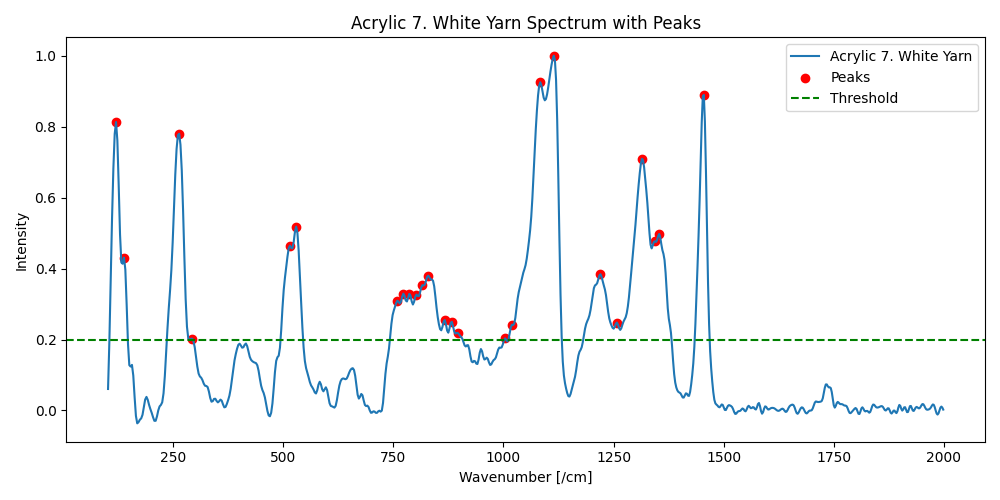 Acrylic 7. White Yarn Spectrum with Peaks
Acrylic 7. White Yarn
Peaks
Threshold
1.0
0.8
0.6
0.4
0.2
0.0
Intensity
250 500 750 1000 1250 1500 1750 2000
Wavenumber [/cm]